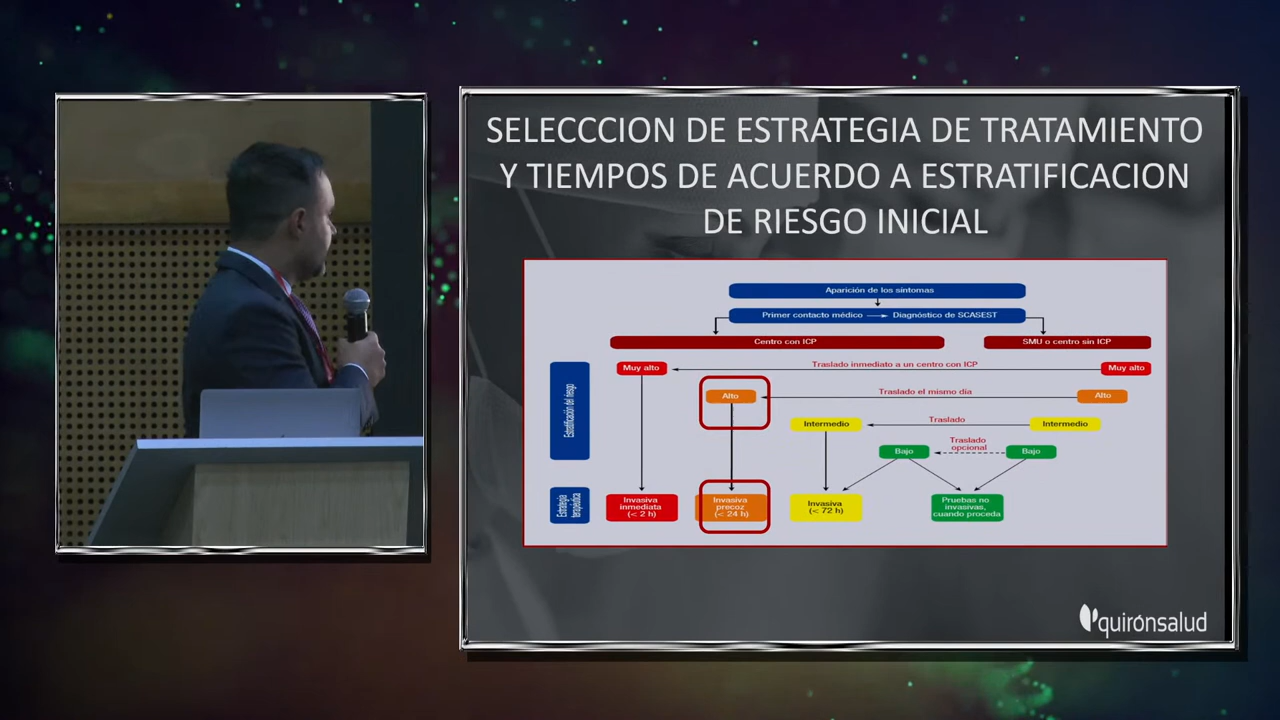 SELECCCION DE ESTRATEGIA DE TRATAMIENTO
Y TIEMPOS DE ACUERDO A ESTRATIFICACION
DE RIESGO INICIAL
Aparición de los síntomas
Primer contacto médico → Diagnóstico de SCASEST
Centro con ICP
SMU o centro sin ICP
Estratificación del riesgo
Muy alto
Traslado inmediato a un centro con ICP
Muy alto
Alto
Traslado el mismo día
Alto
Intermedio
Traslado
Intermedio
Bajo
Traslado
opcional
Bajo
Estrategia
terapéutica
Invasiva
inmediata
(< 2 h)
Invasiva
precoz
(< 24 h)
Invasiva
(< 72 h)
Pruebas no
invasivas,
cuando proceda
quirónsalud